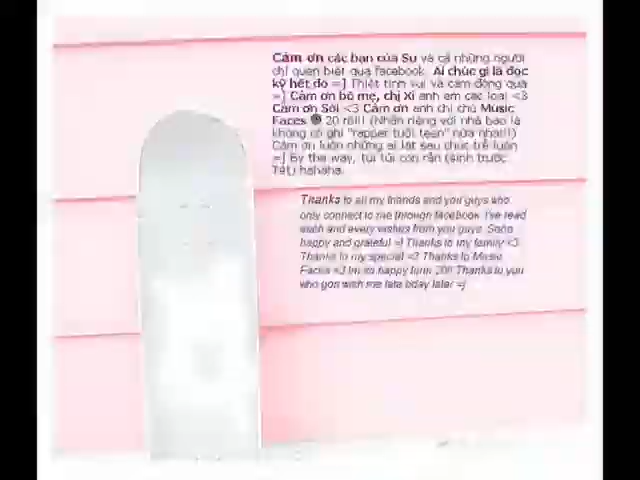 Cảm ơn các bạn của Su và cả những người
chỉ quen biết qua facebook. Ai chúc gì là đọc
kỹ hết đó =] Thiệt tình vui và cảm động quá
=] Cảm ơn bố mẹ, chị Xi anh em các loại <3
Cảm ơn Sói <3 Cảm ơn anh chị chú Music
Faces 20 rồi!! (Nhắn riêng với nhà báo là
không có ghi "rapper tuổi teen" nữa nha!!)
Cảm ơn luôn những ai lát sau chúc trễ luôn
=] By the way, tui tuổi con rắn (sinh trước
Tết) hahaha.
Thanks to all my friends and you guys who
only connect to me through facebook. I've read
each and every wishes from you guys. Sooo
happy and grateful =] Thanks to my family <3
Thanks to my special <3 Thanks to Music
Faces <3 Im so happy turn 20!! Thanks to you
who gon wish me late bday later =]